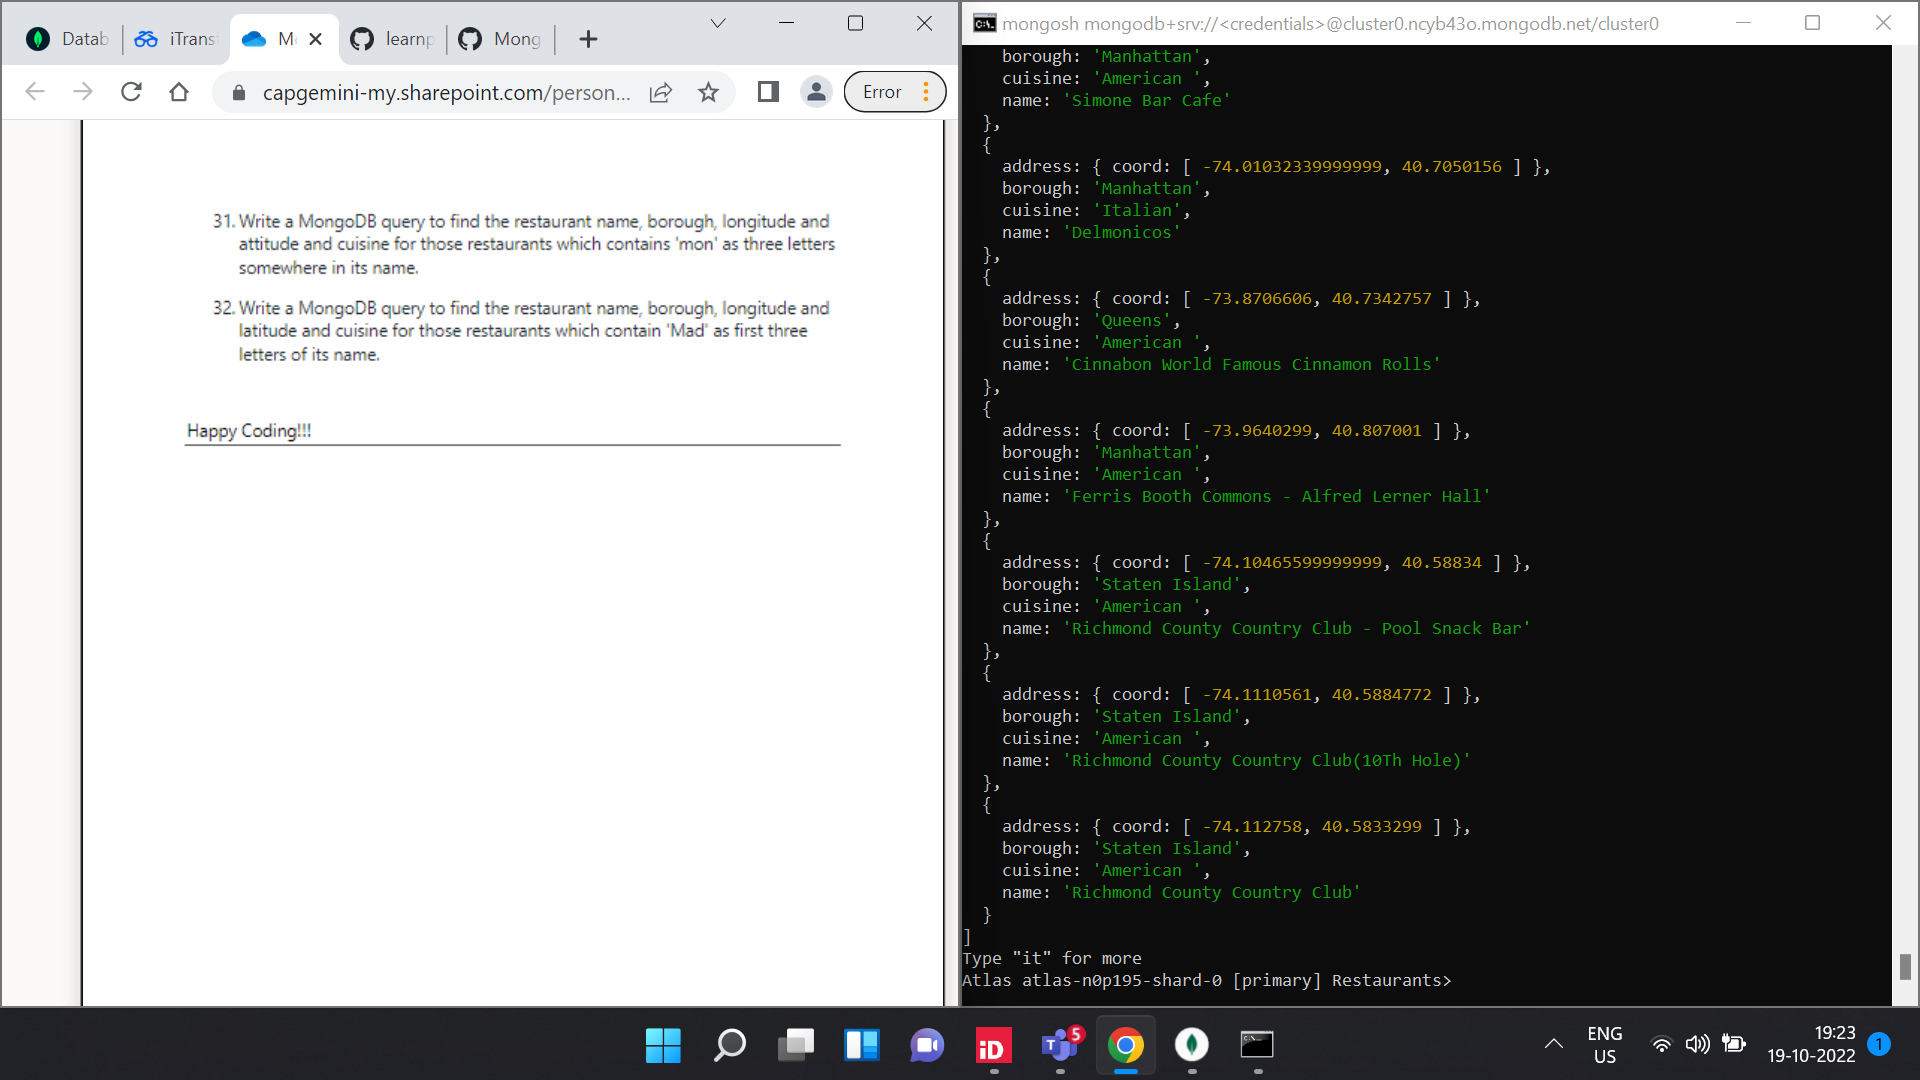 Datab
iTrans
M
learnp
Mong
capgemini-my.sharepoint.com/person...
Error
31. Write a MongoDB query to find the restaurant name, borough, longitude and
attitude and cuisine for those restaurants which contains 'mon' as three letters
somewhere in its name.
32. Write a MongoDB query to find the restaurant name, borough, longitude and
latitude and cuisine for those restaurants which contain 'Mad' as first three
letters of its name.
Happy Coding!!!
mongosh mongodb+srv://<credentials>@cluster0.ncyb43o.mongodb.net/cluster0
borough: 'Manhattan',
cuisine: 'American ',
name: 'Simone Bar Cafe'
},
{
address: { coord: [ -74.01032339999999, 40.7050156 ] },
borough: 'Manhattan',
cuisine: 'Italian',
name: 'Delmonicos'
},
{
address: { coord: [ -73.8706606, 40.7342757 ] },
borough: 'Queens',
cuisine: 'American ',
name: 'Cinnabon World Famous Cinnamon Rolls'
},
{
address: { coord: [ -73.9640299, 40.807001 ] },
borough: 'Manhattan',
cuisine: 'American ',
name: 'Ferris Booth Commons - Alfred Lerner Hall'
},
{
address: { coord: [ -74.10465599999999, 40.58834 ] },
borough: 'Staten Island',
cuisine: 'American ',
name: 'Richmond County Country Club - Pool Snack Bar'
},
{
address: { coord: [ -74.1110561, 40.5884772 ] },
borough: 'Staten Island',
cuisine: 'American ',
name: 'Richmond County Country Club(10Th Hole)'
},
{
address: { coord: [ -74.112758, 40.5833299 ] },
borough: 'Staten Island',
cuisine: 'American ',
name: 'Richmond County Country Club'
}
]
Type "it" for more
Atlas atlas-n0p195-shard-0 [primary] Restaurants>
iD
T 5
ENG
US
19:23
19-10-2022
1